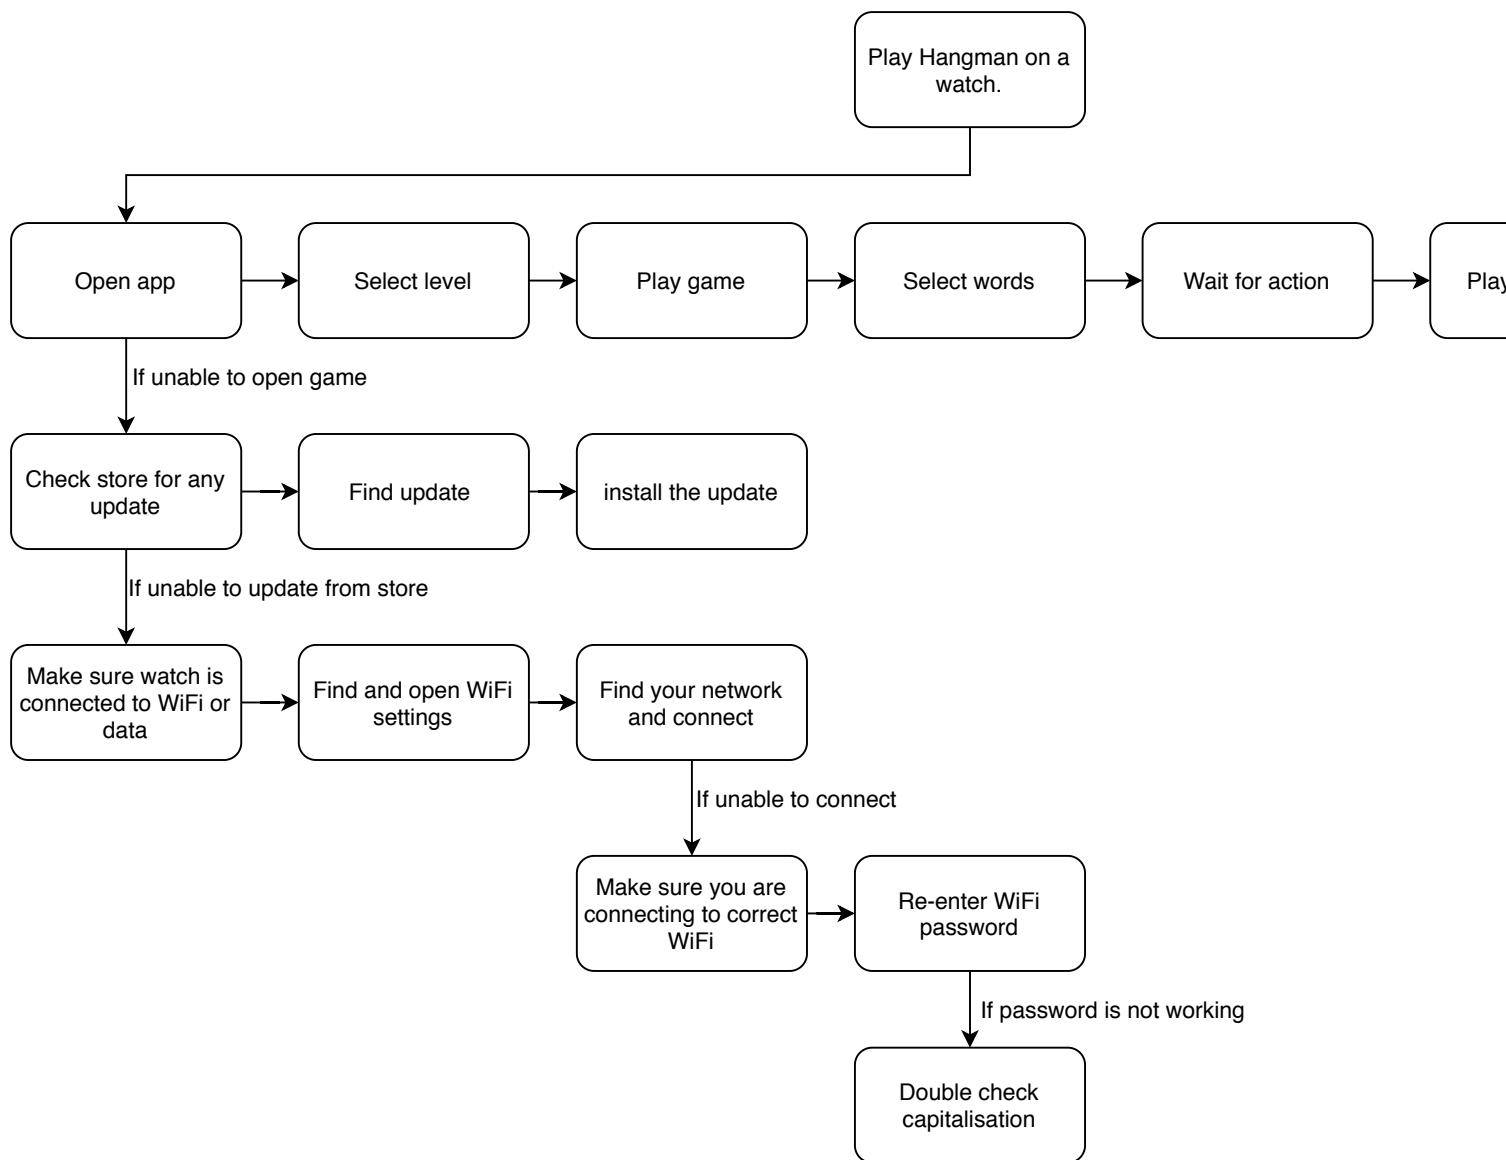 Play Hangman on a
watch.
Open app
Select level
Play game
Select words
Wait for action
Play
If unable to open game
Check store for any
update
Find update
install the update
If unable to update from store
Make sure watch is
connected to WiFi or
data
Find and open WiFi
settings
Find your network
and connect
If unable to connect
Make sure you are
connecting to correct
WiFi
Re-enter WiFi
password
If password is not working
Double check
capitalisation